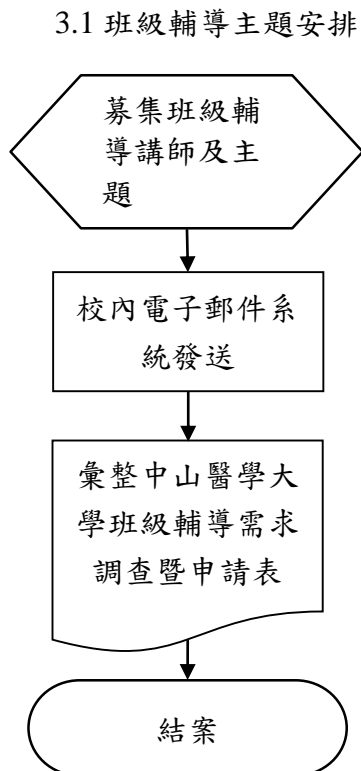 3.1 班級輔導主題安排
募集班級輔
導講師及主
題
校內電子郵件系
統發送
彙整中山醫學大
學班級輔導需求
調查暨申請表
結案